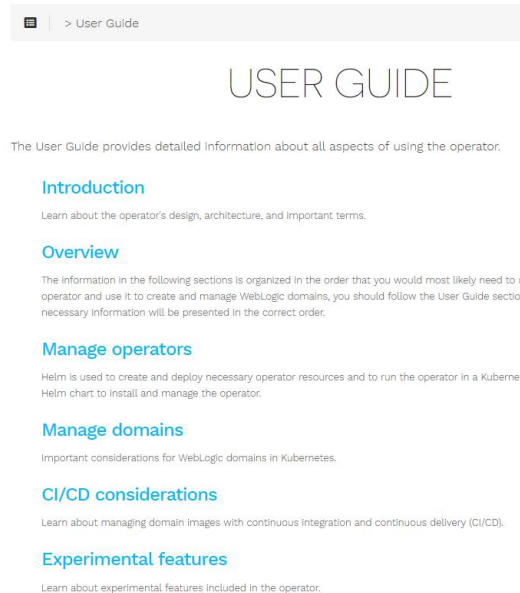 > User Guide
USER GUIDE
The User Guide provides detailed information about all aspects of using the operator.
Introduction
Learn about the operator's design, architecture, and important terms.
Overview
The information in the following sections is organized in the order that you would most likely need to
operator and use it to create and manage WebLogic domains, you should follow the User Guide
necessary information will be presented in the correct order.
Manage operators
Helm is used to create and deploy necessary operator resources and to run the operator in a
Helm chart to install and manage the operator.
Manage domains
Important considerations for WebLogic domains in Kubernetes.
CI/CD considerations
Learn about managing domain images with continuous integration and continuous delivery (CI/CD).
Experimental features
Learn about experimental features included in the operator.